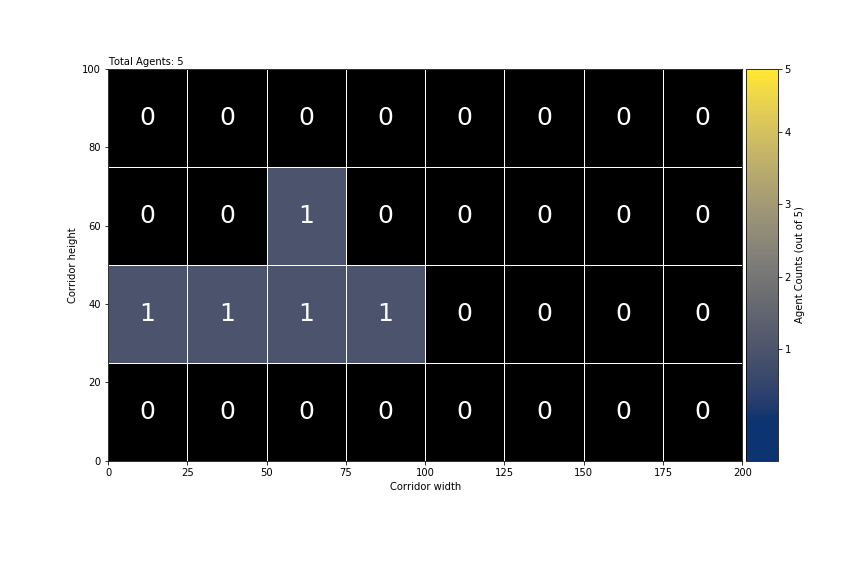 Total Agents: 5
100
80
60
40
20
0
Corridor height
0 0 0 0 0 0 0 0
0 0 1 0 0 0 0 0
1 1 1 1 0 0 0 0
0 0 0 0 0 0 0 0
0 25 50 75 100 125 150 175 200
Corridor width
5
4
3
2
1
Agent Counts (out of 5)